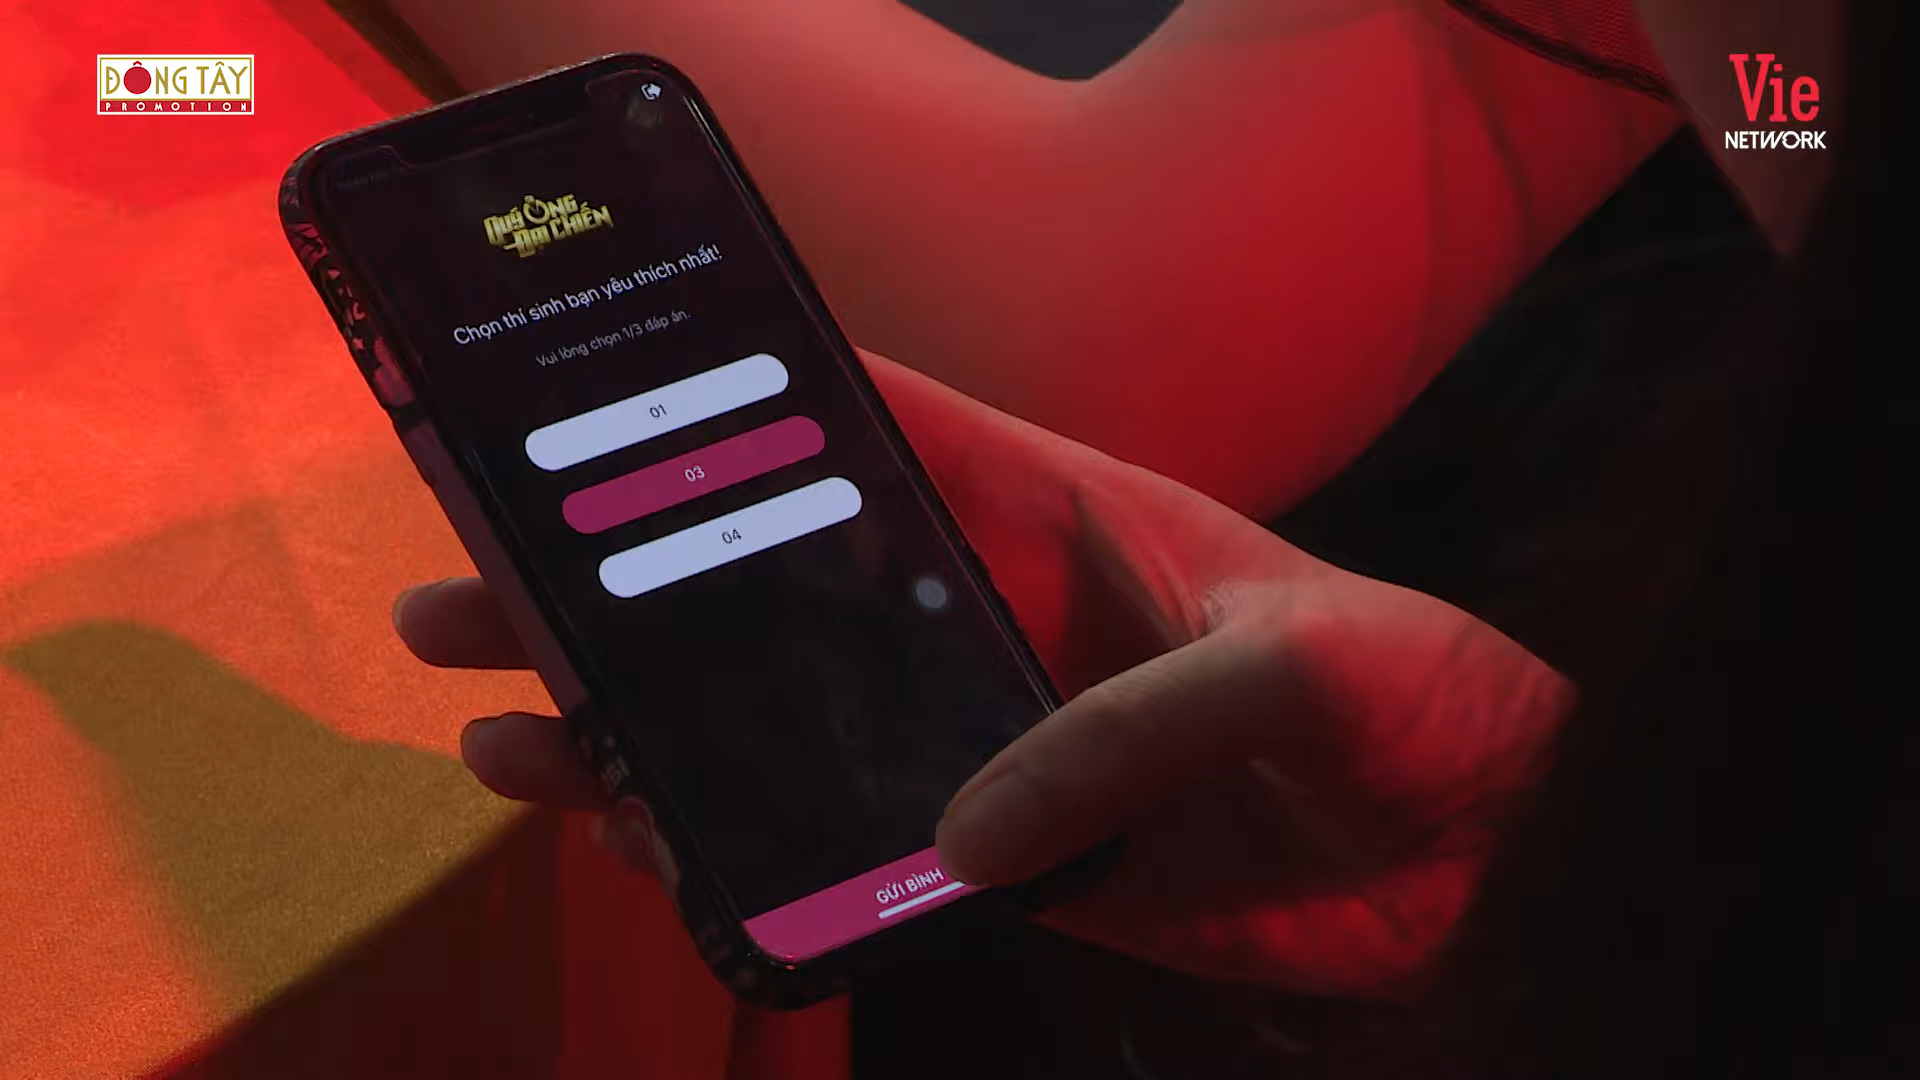 ĐÔNG TÂY
PROMOTION
Vie
NETWORK
QUÝ ÔNG
ĐẠI CHIẾN
Chọn thí sinh bạn yêu thích nhất!
Vui lòng chọn 1/3 đáp án.
01
03
04
GỬI BÌNH